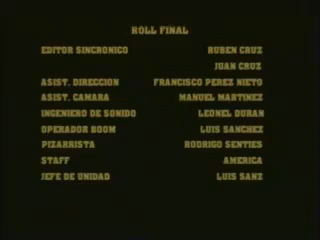 ROLL FINAL
EDITOR SINCRONICO RUBEN CRUZ
JUAN CRUZ
ASIST. DIRECCION FRANCISCO PEREZ NIETO
ASIST. CAMARA MANUEL MARTINEZ
INGENIERO DE SONIDO LEONEL DURAN
OPERADOR BOOM LUIS SANCHEZ
PIZARRISTA RODRIGO SENTIES
STAFF AMERICA
JEFE DE UNIDAD LUIS SANZ